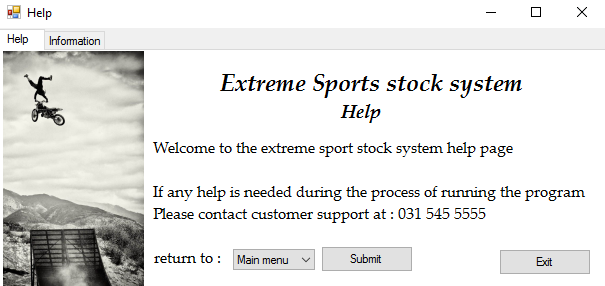 Help
Help Information
Extreme Sports stock system
Help
Welcome to the extreme sport stock system help page
If any help is needed during the process of running the program
Please contact customer support at : 031 545 5555
return to : Main menu Submit Exit